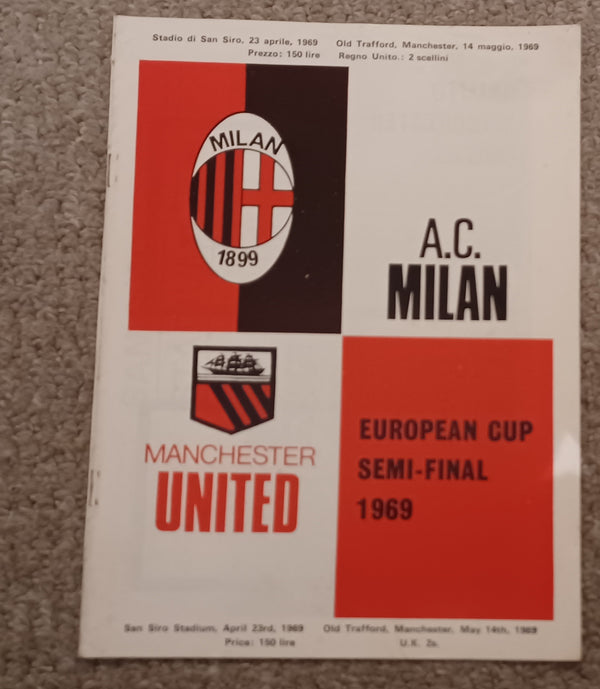 Stadio di San Siro, 23 aprile, 1969 Old Trafford, Manchester, 14 maggio, 1969
Prezzo: 150 lire Regno Unito.: 2 scellini
MILAN
1899
A.C.
MILAN
MANCHESTER
UNITED
EUROPEAN CUP
SEMI-FINAL
1969
San Siro Stadium, April 23rd, 1969 Old Trafford, Manchester, May 14th, 1969
Price: 150 lire U.K. 2s.